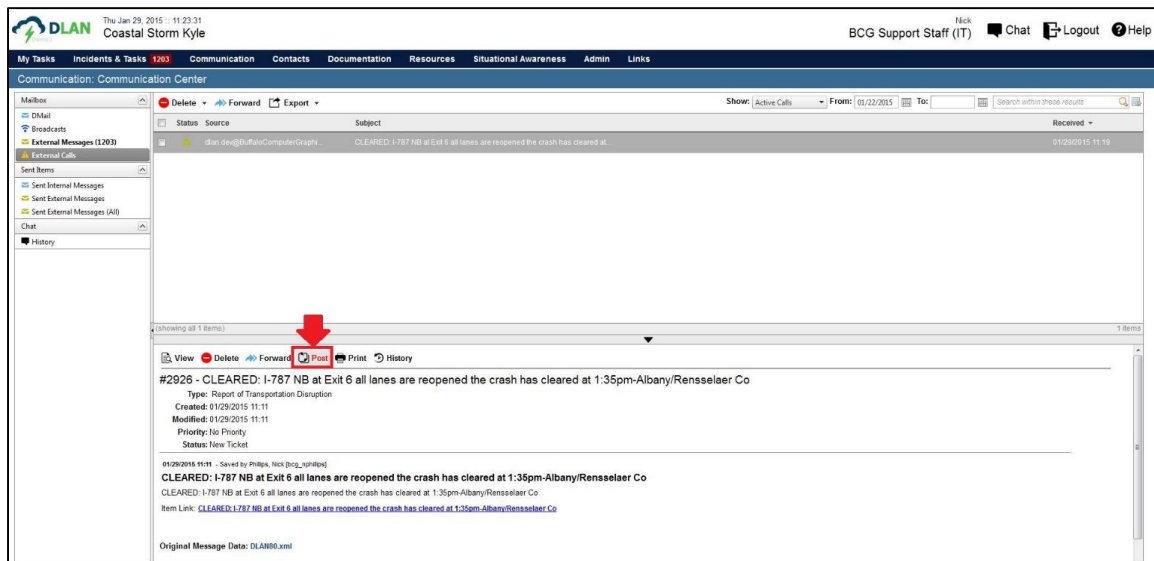 DLAN
Thu Jan 29, 2015 :: 11:23:31
Coastal Storm Kyle
Nick
BCG Support Staff (IT)
Chat
Logout
Help
My Tasks Incidents & Tasks 1203 Communication Contacts Documentation Resources Situational Awareness Admin Links
Communication: Communication Center
Mailbox
DMail
Broadcasts
External Messages (1203)
External Calls
Sent Items
Sent Internal Messages
Sent External Messages
Sent External Messages (All)
Chat
History
Delete Forward Export Show: Active Calls From: 01/22/2015 To: Search within these results
Status Source Subject Received
dlan.dev@BuffaloComputerGraphi... CLEARED: I-787 NB at Exit 6 all lanes are reopened the crash has cleared at... 01/29/2015 11:19
(showing all 1 items) 1 items
View Delete Forward Post Print History
#2926 - CLEARED: I-787 NB at Exit 6 all lanes are reopened the crash has cleared at 1:35pm-Albany/Rensselaer Co
Type: Report of Transportation Disruption
Created: 01/29/2015 11:11
Modified: 01/29/2015 11:11
Priority: No Priority
Status: New Ticket
01/29/2015 11:11 - Saved by Phillips, Nick [bcg_nphillips]
CLEARED: I-787 NB at Exit 6 all lanes are reopened the crash has cleared at 1:35pm-Albany/Rensselaer Co
CLEARED: I-787 NB at Exit 6 all lanes are reopened the crash has cleared at 1:35pm-Albany/Rensselaer Co
Item Link: CLEARED: I-787 NB at Exit 6 all lanes are reopened the crash has cleared at 1:35pm-Albany/Rensselaer Co
Original Message Data: DLAN80.xml